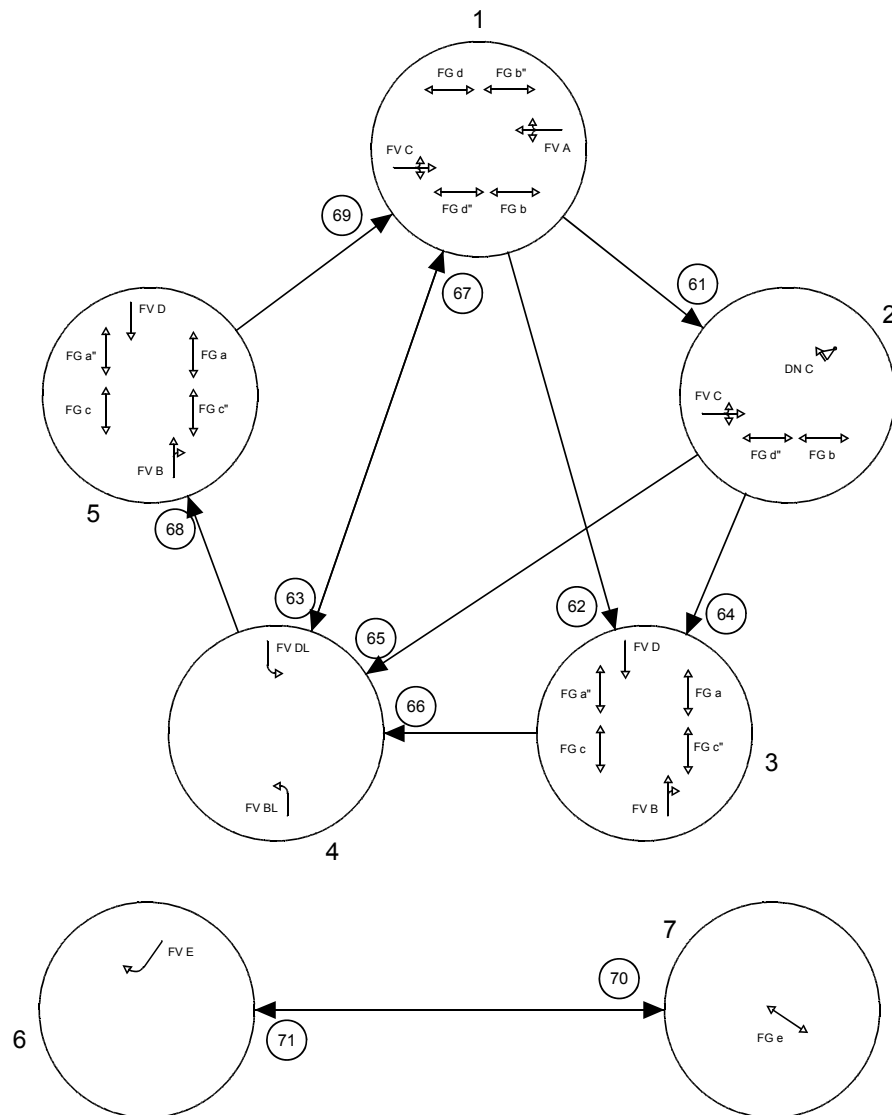 1
FG d
FG b"
FV C
FV A
FG d"
FG b
69
67
61
2
DN C
FV C
FG d"
FG b
FV D
FG a"
FG a
FG c
FG c"
FV B
5
68
63
65
62
64
FV DL
FV BL
4
66
FV D
FG a"
FG a
FG c
FG c"
FV B
3
FV E
6
71
70
7
FG e